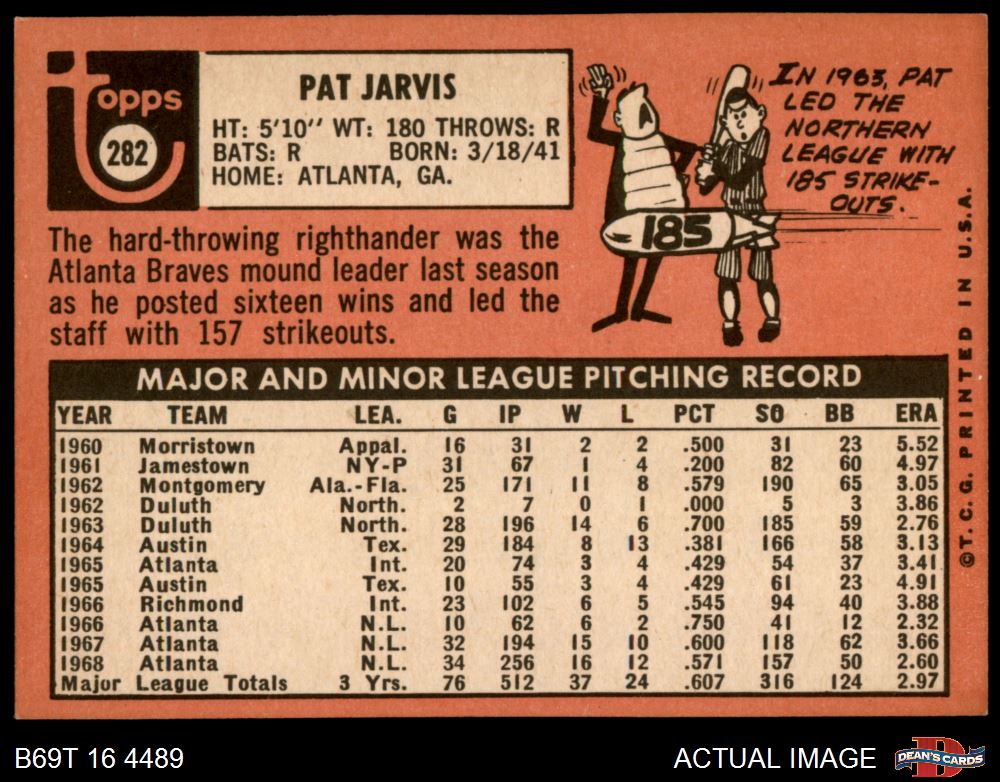 topps
282
PAT JARVIS
HT: 5'10'' WT: 180 THROWS: R
BATS: R BORN: 3/18/41
HOME: ATLANTA, GA.
IN 1963, PAT
LED THE
NORTHERN
LEAGUE WITH
185 STRIKE-
OUTS.
185
The hard-throwing righthander was the
Atlanta Braves mound leader last season
as he posted sixteen wins and led the
staff with 157 strikeouts.
MAJOR AND MINOR LEAGUE PITCHING RECORD
YEAR TEAM LEA. G IP W L PCT SO BB ERA
1960 Morristown Appal. 16 31 2 2 .500 31 23 5.52
1961 Jamestown NY-P 31 67 1 4 .200 82 60 4.97
1962 Montgomery Ala.-Fla. 25 171 11 8 .579 190 65 3.05
1962 Duluth North. 2 7 0 1 .000 5 3 3.86
1963 Duluth North. 28 196 14 6 .700 185 59 2.76
1964 Austin Tex. 29 184 8 13 .381 166 58 3.13
1965 Atlanta Int. 20 74 3 4 .429 54 37 3.41
1965 Austin Tex. 10 55 3 4 .429 61 23 4.91
1966 Richmond Int. 23 102 6 5 .545 94 40 3.88
1966 Atlanta N.L. 10 62 6 2 .750 41 12 2.32
1967 Atlanta N.L. 32 194 15 10 .600 118 62 3.66
1968 Atlanta N.L. 34 256 16 12 .571 157 50 2.60
Major League Totals 3 Yrs. 76 512 37 24 .607 316 124 2.97
©T.C.G. PRINTED IN U.S.A.
B69T 16 4489
ACTUAL IMAGE
DEAN'S CARDS